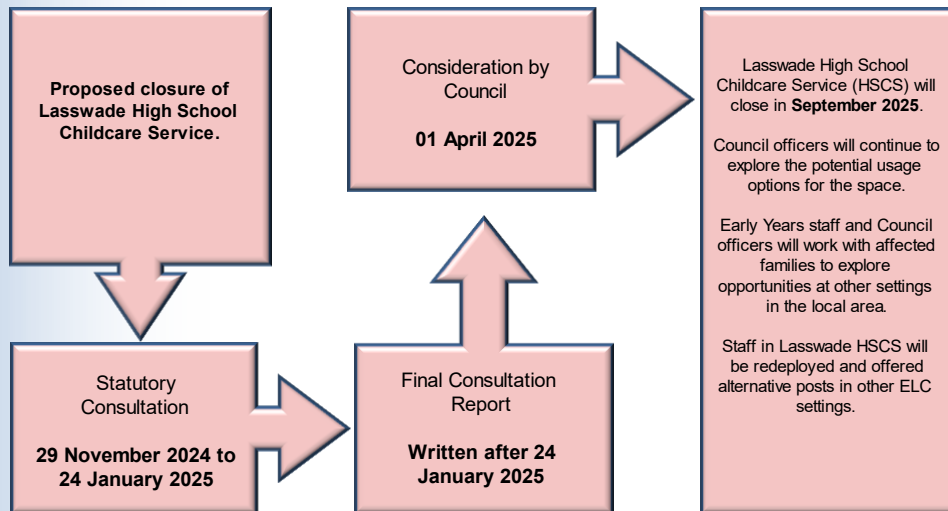 Proposed closure of
Lasswade High School
Childcare Service.
Statutory
Consultation
29 November 2024 to
24 January 2025
Final Consultation
Report
Written after 24
January 2025
Consideration by
Council
01 April 2025
Lasswade High School
Childcare Service (HSCS) will
close in September 2025.
Council officers will continue to
explore the potential usage
options for the space.
Early Years staff and Council
officers will work with affected
families to explore
opportunities at other settings
in the local area.
Staff in Lasswade HSCS will
be redeployed and offered
alternative posts in other ELC
settings.